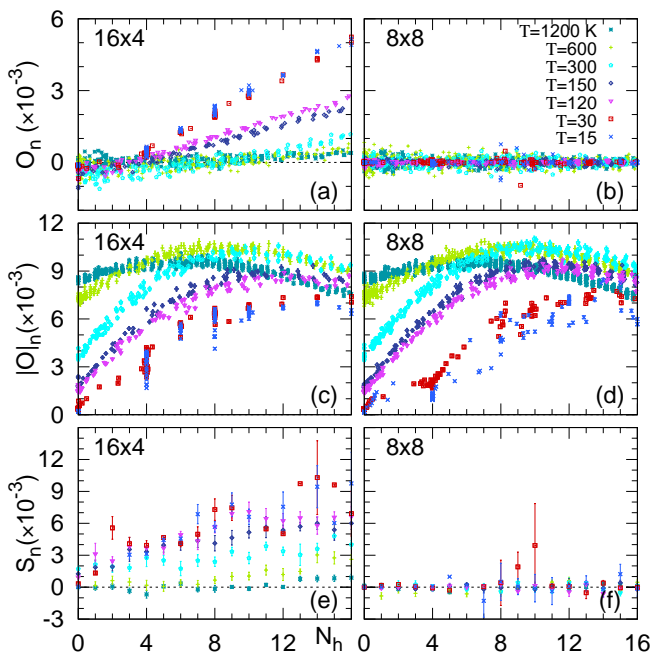 16x4
8x8
T=1200 K
T=600
T=300
T=150
T=120
T=30
T=15
6
3
0
O_n (×10^-3)
(a)
(b)
16x4
8x8
12
9
6
3
0
|O|_n (×10^-3)
(c)
(d)
16x4
8x8
9
6
3
0
-3
S_n (×10^-3)
(e)
(f)
0
4
8
12
N_h
0
4
8
12
16